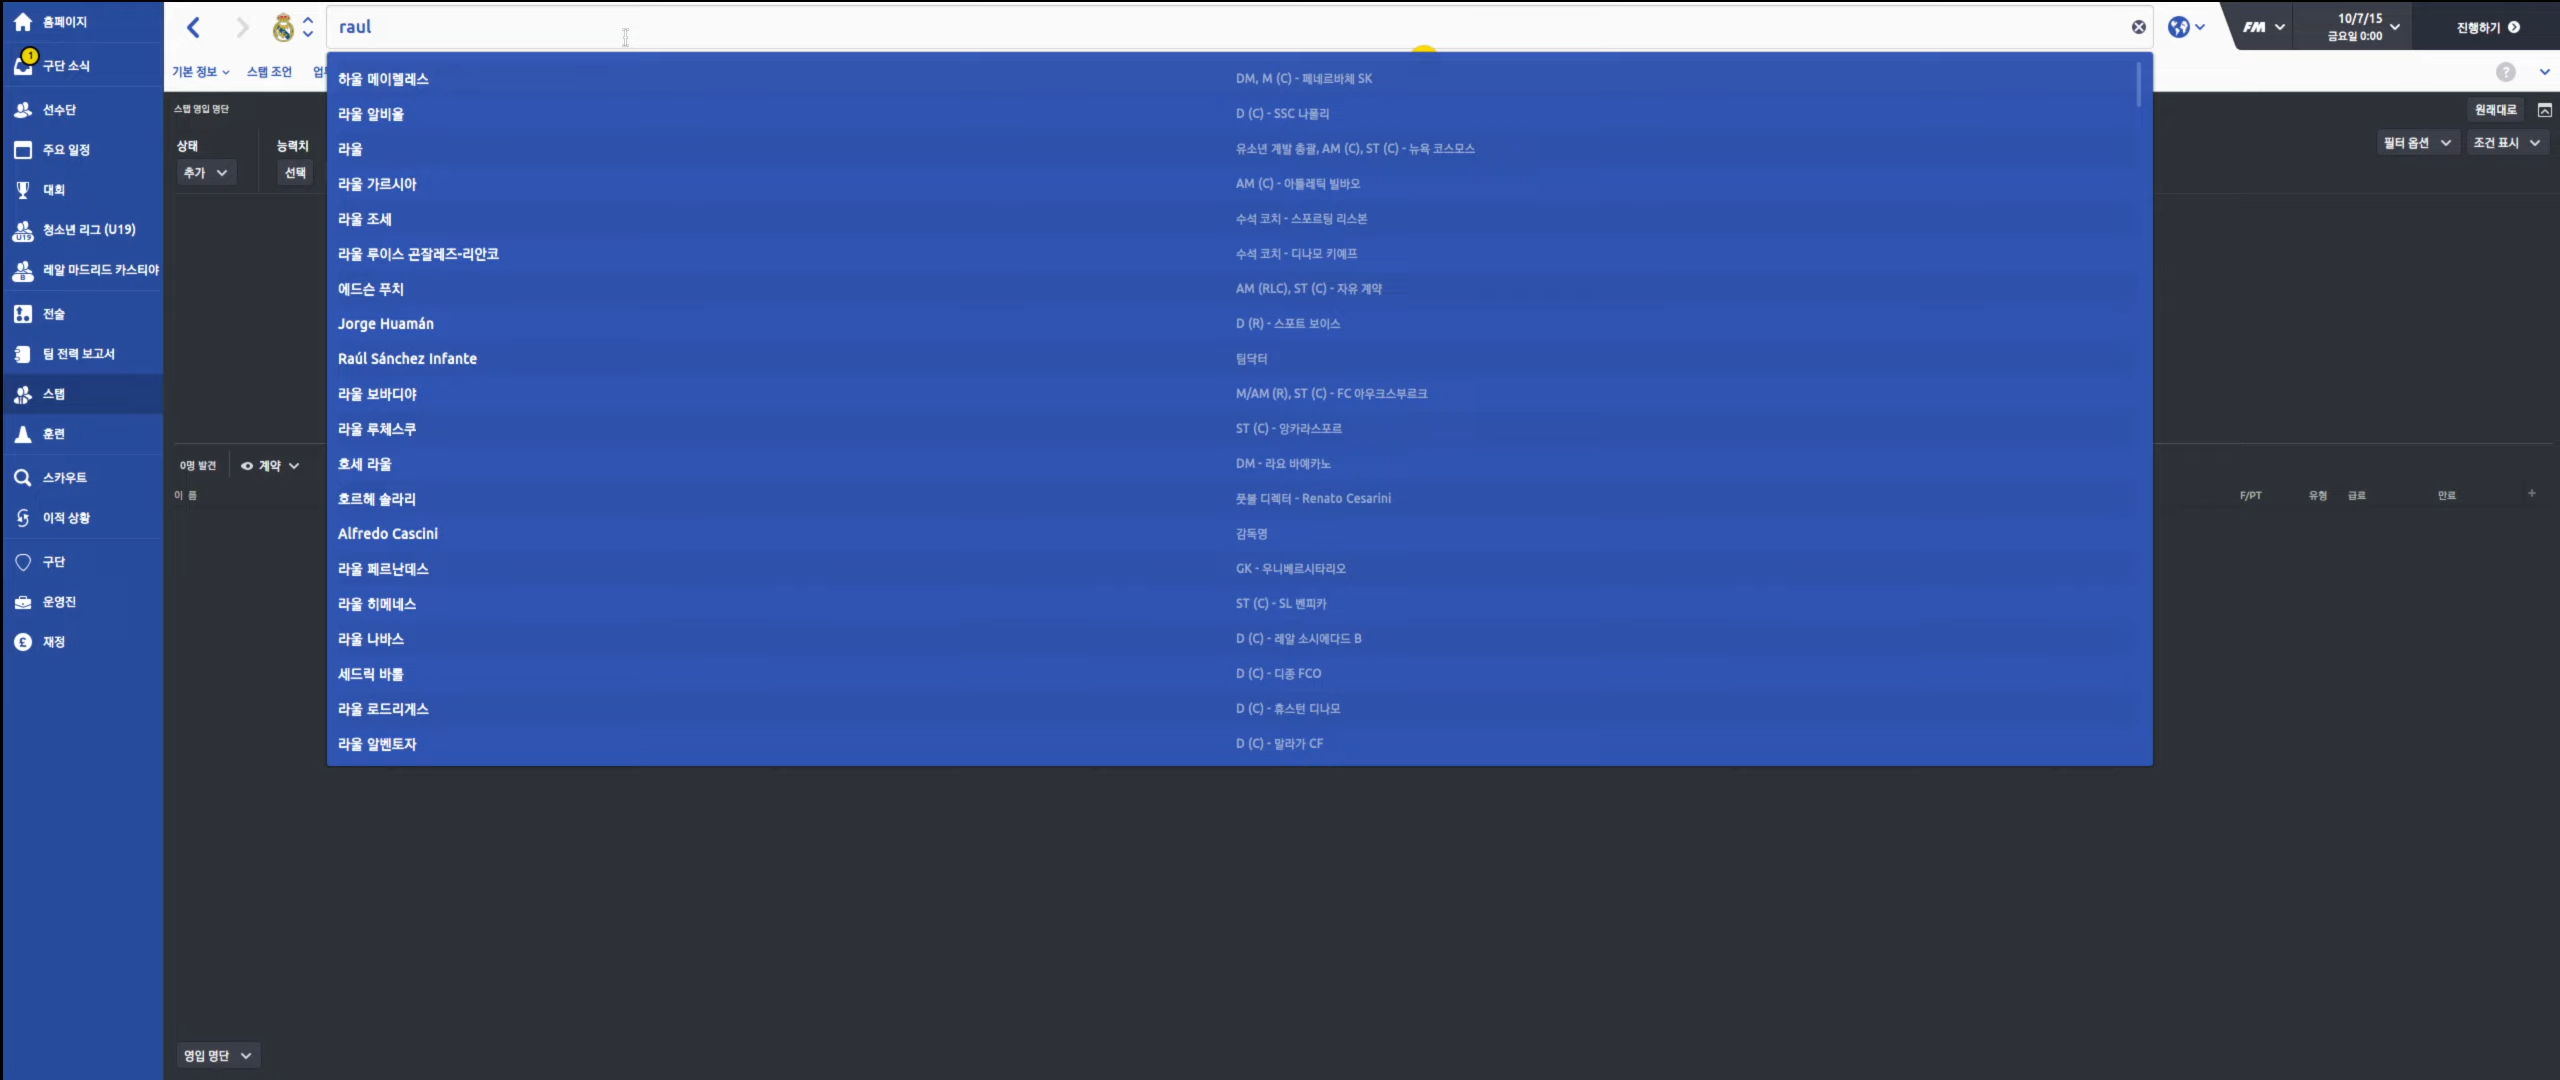 홈페이지
raul
FM
10/7/15
금요일 0:00
진행하기
1
구단 소식
기본 정보
스탭 조언
선수단
주요 일정
대회
청소년 리그 (U19)
레알 마드리드 카스티야
전술
팀 전력 보고서
스탭
훈련
스카우트
이적 상황
구단
운영진
재정
스탭 영입 명단
원래대로
상태
능력치
추가
선택
필터 옵션
조건 표시
하울 메이렐레스 DM, M (C) - 페네르바체 SK
라울 알비올 D (C) - SSC 나폴리
라울 유소년 계발 총괄, AM (C), ST (C) - 뉴욕 코스모스
라울 가르시아 AM (C) - 아틀레틱 빌바오
라울 조세 수석 코치 - 스포르팅 리스본
라울 루이스 곤잘레즈-리안코 수석 코치 - 디나모 키예프
에드슨 푸치 AM (RLC), ST (C) - 자유 계약
Jorge Huamán D (R) - 스포트 보이스
Raúl Sánchez Infante 팀닥터
라울 보바디야 M/AM (R), ST (C) - FC 아우크스부르크
라울 루체스쿠 ST (C) - 앙카라스포르
호세 라울 DM - 라요 바예카노
호르헤 솔라리 풋볼 디렉터 - Renato Cesarini
Alfredo Cascini 감독명
라울 페르난데스 GK - 우니베르시타리오
라울 히메네스 ST (C) - SL 벤피카
라울 나바스 D (C) - 레알 소시에다드 B
세드릭 바롤 D (C) - 디종 FCO
라울 로드리게스 D (C) - 휴스턴 디나모
라울 알벤토자 D (C) - 말라가 CF
0명 발견
계약
이 름
F/PT
유형
급료
만료
영입 명단